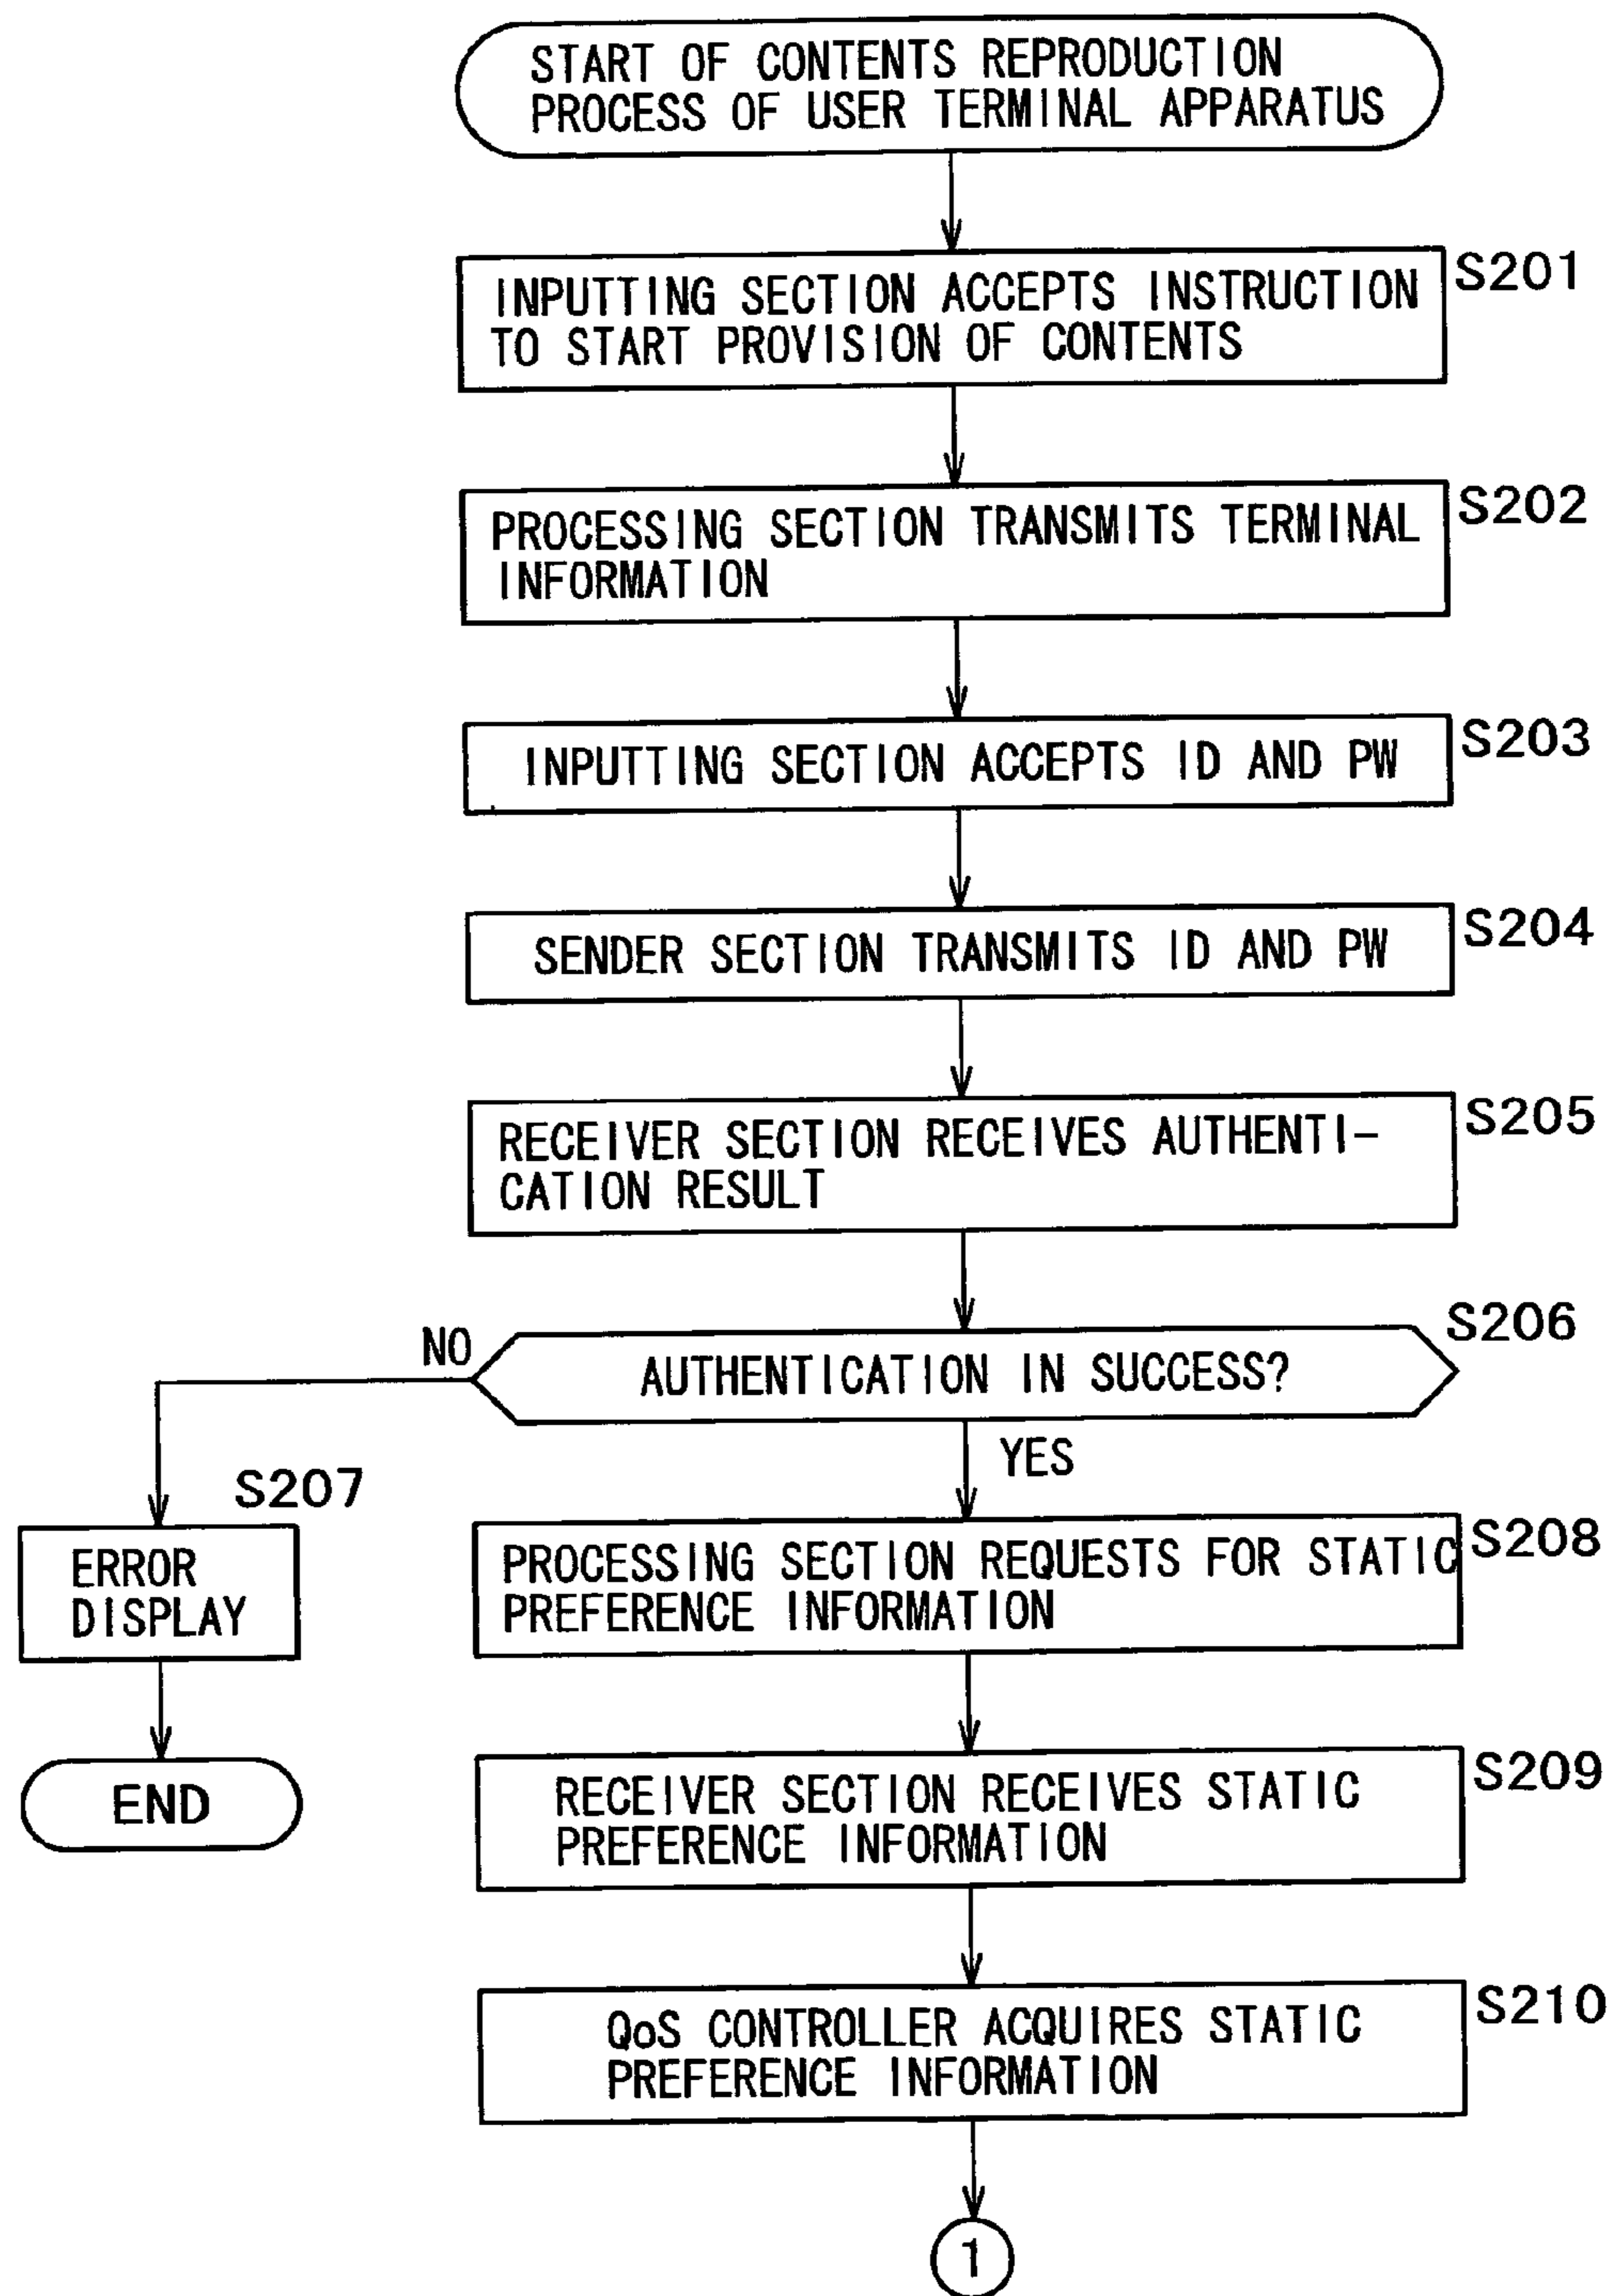 START OF CONTENTS REPRODUCTION
PROCESS OF USER TERMINAL APPARATUS
S201
INPUTTING SECTION ACCEPTS INSTRUCTION
TO START PROVISION OF CONTENTS
S202
PROCESSING SECTION TRANSMITS TERMINAL
INFORMATION
S203
INPUTTING SECTION ACCEPTS ID AND PW
S204
SENDER SECTION TRANSMITS ID AND PW
S205
RECEIVER SECTION RECEIVES AUTHENTI-
CATION RESULT
S206
NO
AUTHENTICATION IN SUCCESS?
YES
S207
ERROR
DISPLAY
END
S208
PROCESSING SECTION REQUESTS FOR STATIC
PREFERENCE INFORMATION
S209
RECEIVER SECTION RECEIVES STATIC
PREFERENCE INFORMATION
S210
QoS CONTROLLER ACQUIRES STATIC
PREFERENCE INFORMATION
1